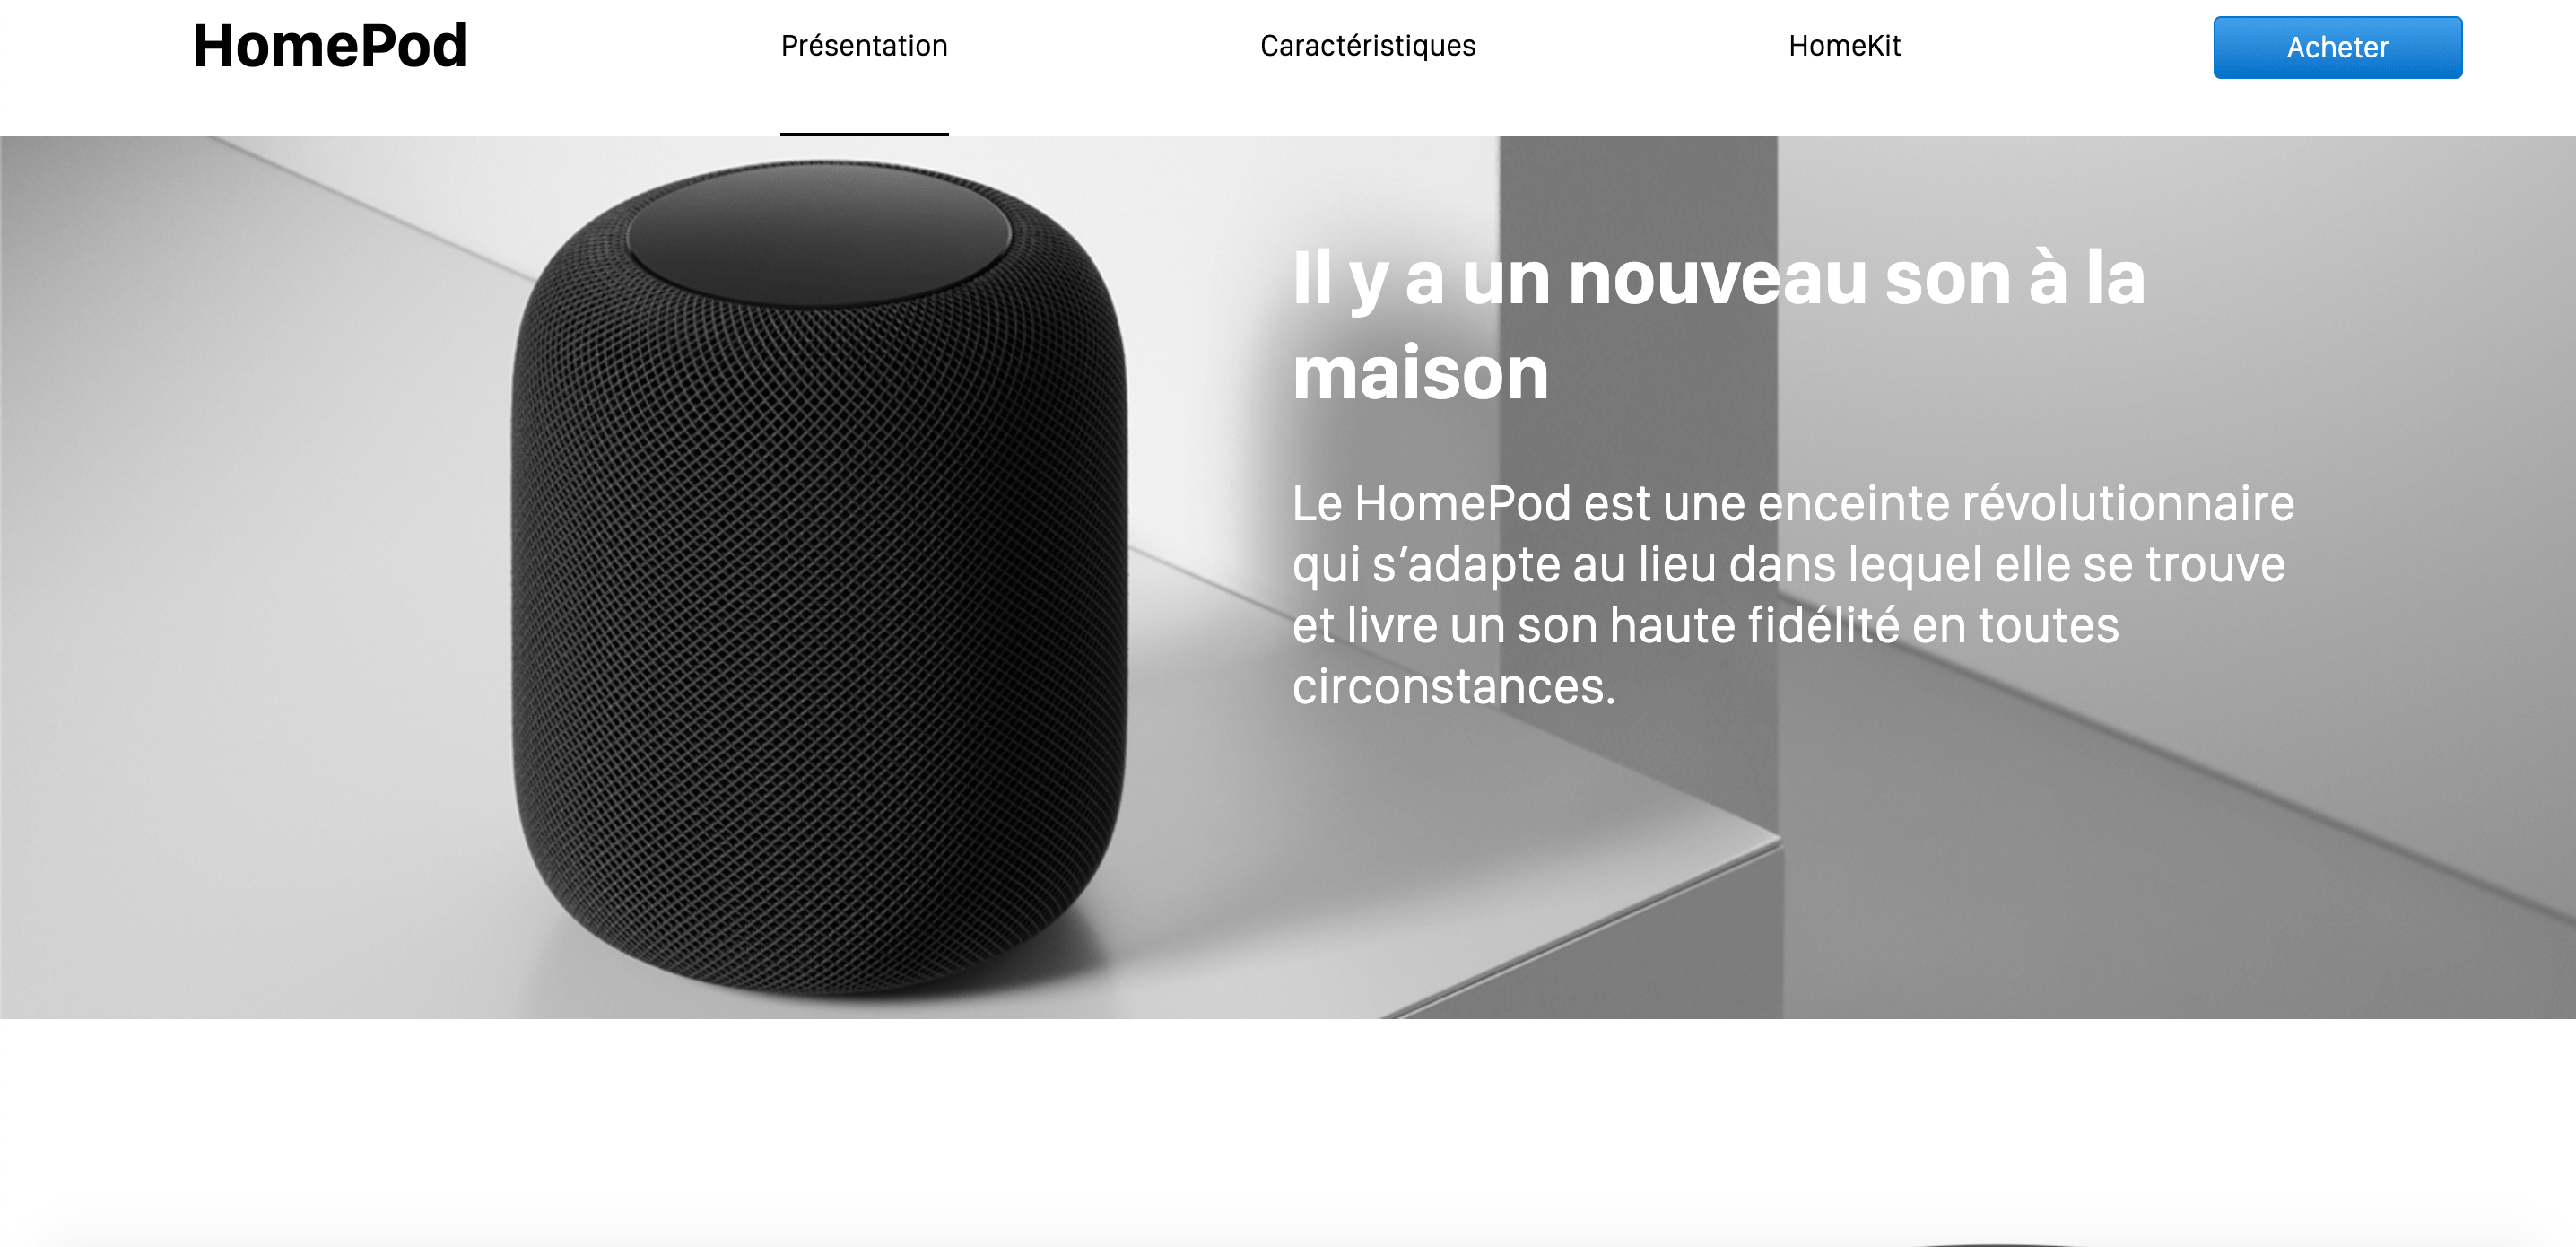 HomePod
Présentation
Caractéristiques
HomeKit
Acheter
Il y a un nouveau son à la
maison
Le HomePod est une enceinte révolutionnaire
qui s’adapte au lieu dans lequel elle se trouve
et livre un son haute fidélité en toutes
circonstances.